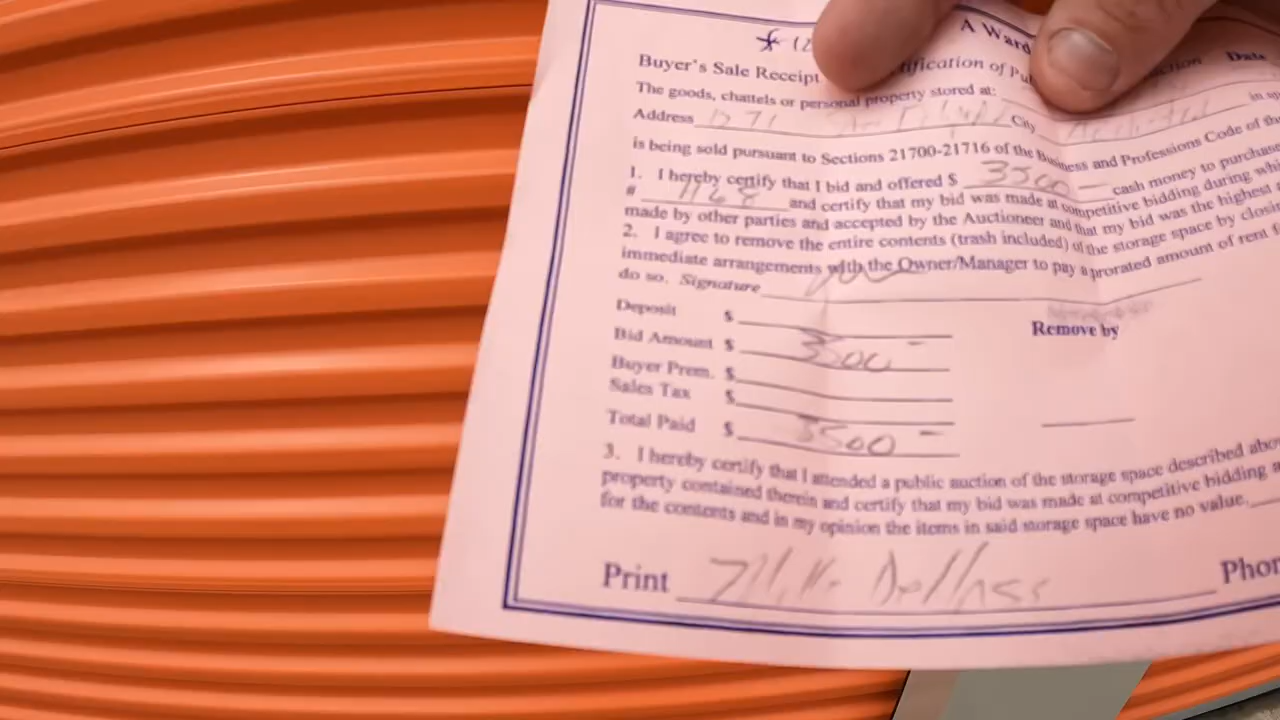 A Ward
Buyer's Sale Receipt
Date
The goods, chattels or personal property stored at:
Address City
is being sold pursuant to Sections 21700-21716 of the Business and Professions Code of the
1. I hereby certify that I bid and offered $ 3500 – cash money to purchase
# and certify that my bid was made at competitive bidding during
made by other parties and accepted by the Auctioneer and that my bid was the highest
2. I agree to remove the entire contents (trash included) of the storage space by
immediate arrangements with the Owner/Manager to pay a prorated amount of rent
do so. Signature
Deposit $
Remove by
Bid Amount $ 3500 –
Buyer Prem. $
Sales Tax $
Total Paid $ 3500 –
3. I hereby certify that I attended a public auction of the storage space described
property contained therein and certify that my bid was made at competitive bidding
for the contents and in my opinion the items in said storage space have no value.
Print